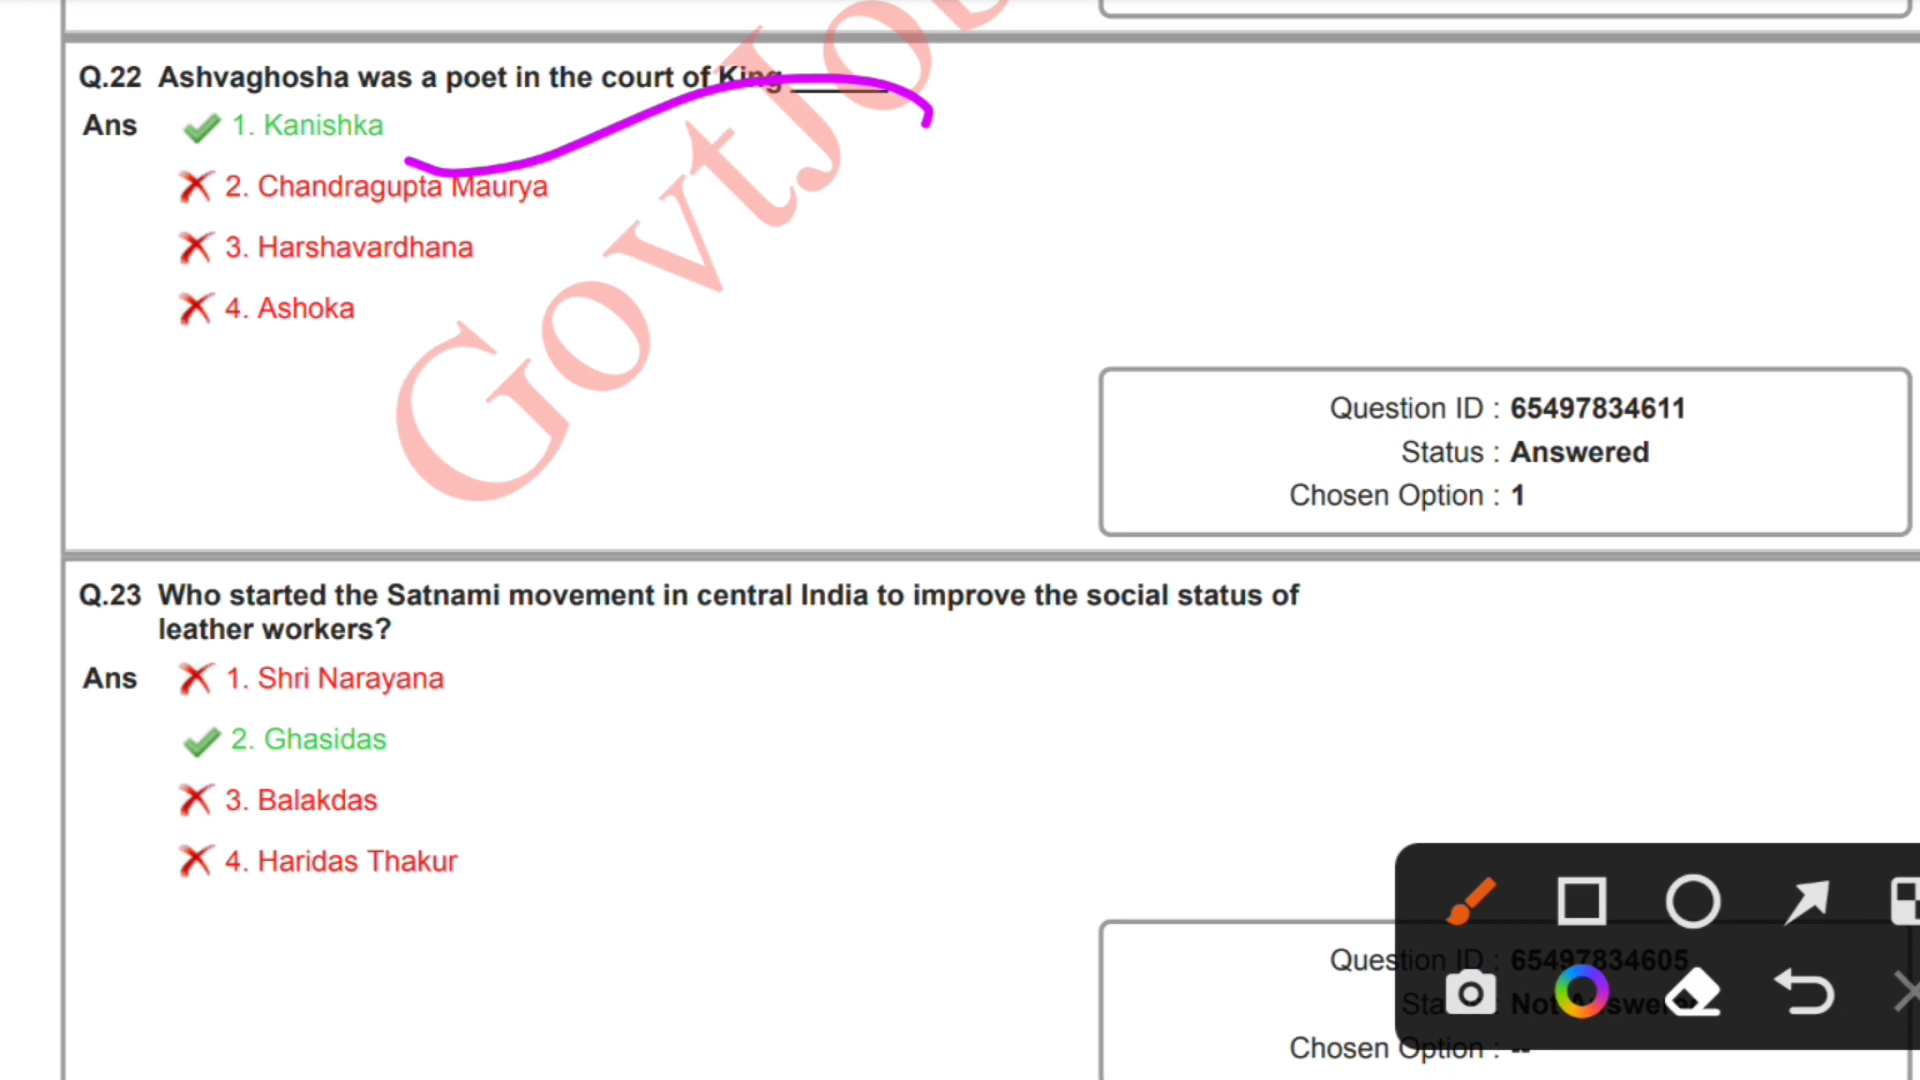 Q.22 Ashvaghosha was a poet in the court of King ______
Ans 1. Kanishka
2. Chandragupta Maurya
3. Harshavardhana
4. Ashoka
GovtJo
Question ID : 65497834611
Status : Answered
Chosen Option : 1
Q.23 Who started the Satnami movement in central India to improve the social status of
leather workers?
Ans 1. Shri Narayana
2. Ghasidas
3. Balakdas
4. Haridas Thakur
Question ID : 65497834605
Not
Chosen Option : --